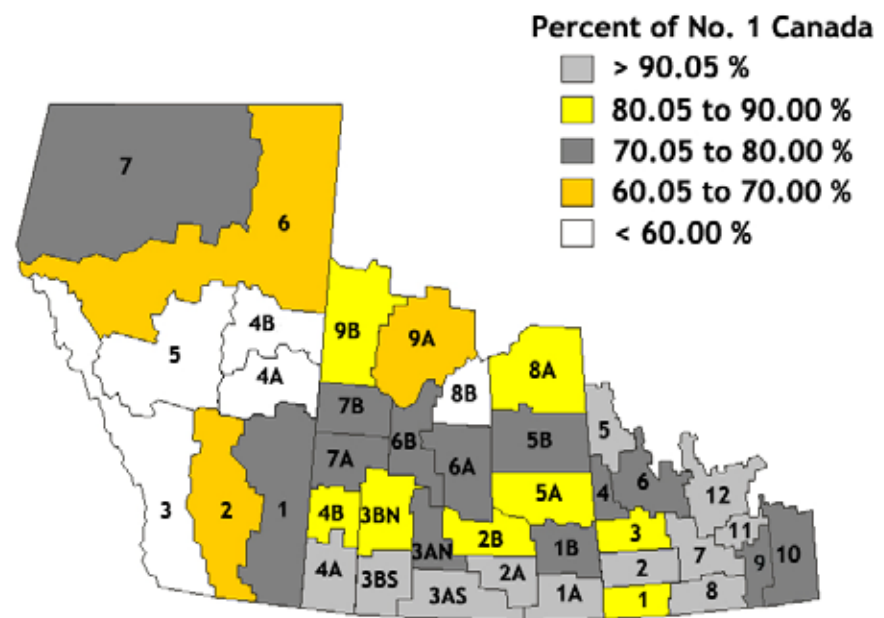 Percent of No. 1 Canada
> 90.05 %
80.05 to 90.00 %
70.05 to 80.00 %
60.05 to 70.00 %
< 60.00 %
7
6
4B
9B
9A
5
4A
8B
8A
7B
6B
5B
5
7A
6A
5A
4
6
12
3
2
1
4B
3BN
2B
3
11
3AN
1B
7
9
10
4A
3BS
2A
2
3AS
1A
1
8